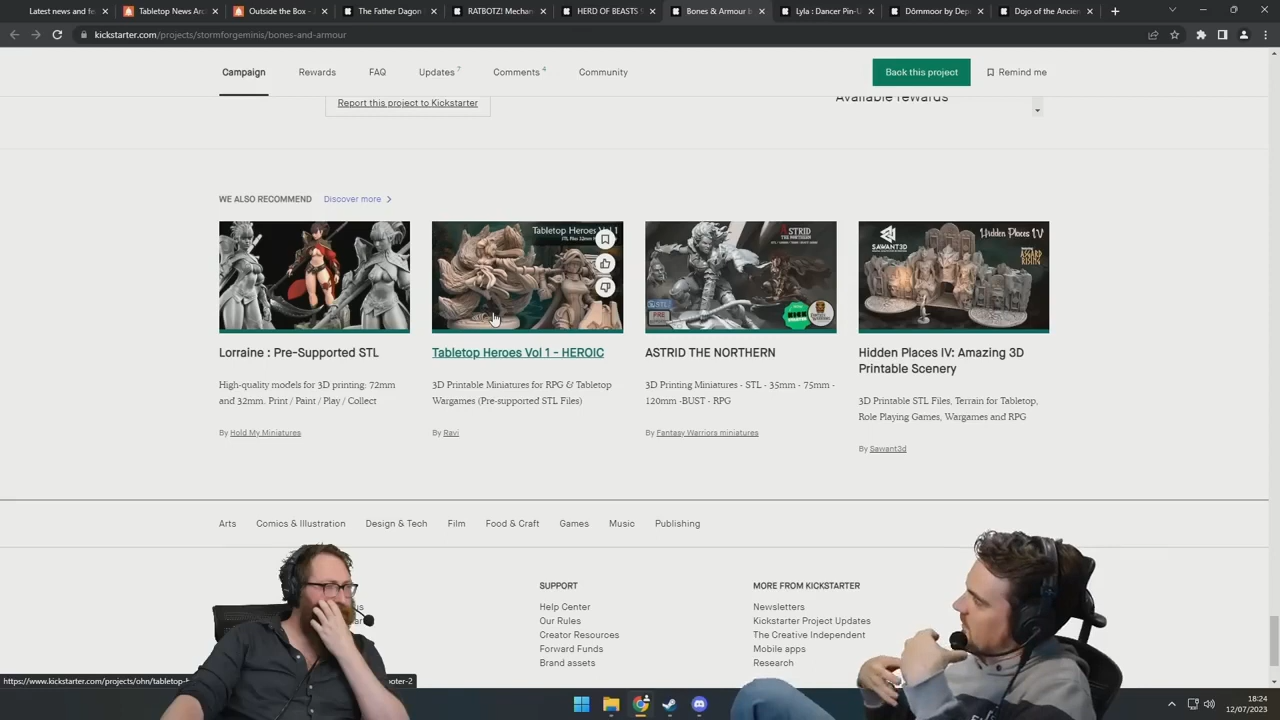 Latest news and fe
Tabletop News Arc
Outside the Box - T
The Father Dagon
RATBOTZ! Mechan
HERD OF BEASTS
Bones & Armour b
Lyla : Dancer Pin-U
Dömmoir by Dep
Dojo of the Ancien
kickstarter.com/projects/stormforgeminis/bones-and-armour
Campaign
Rewards
FAQ
Updates 7
Comments 4
Community
Back this project
Remind me
Report this project to Kickstarter
Available rewards
WE ALSO RECOMMEND
Discover more
Tabletop Heroes Vol 1
ASTRID
THE NORTHERN
PRE
SAWANT3D
Hidden Places IV
ASGARD
RISING
Lorraine : Pre-Supported STL
High-quality models for 3D printing: 72mm
and 32mm. Print / Paint / Play / Collect
By Hold My Miniatures
Tabletop Heroes Vol 1 - HEROIC
3D Printable Miniatures for RPG & Tabletop
Wargames (Pre-supported STL Files)
By Ravi
ASTRID THE NORTHERN
3D Printing Miniatures - STL - 35mm - 75mm -
120mm -BUST - RPG
By Fantasy Warriors miniatures
Hidden Places IV: Amazing 3D
Printable Scenery
3D Printable STL Files, Terrain for Tabletop,
Role Playing Games, Wargames and RPG
By Sawant3d
Arts
Comics & Illustration
Design & Tech
Film
Food & Craft
Games
Music
Publishing
SUPPORT
Help Center
Our Rules
Creator Resources
Forward Funds
Brand assets
MORE FROM KICKSTARTER
Newsletters
Kickstarter Project Updates
The Creative Independent
Mobile apps
Research
https://www.kickstarter.com/projects/ohn/tabletop-h
ooter-2
18:24
12/07/2023